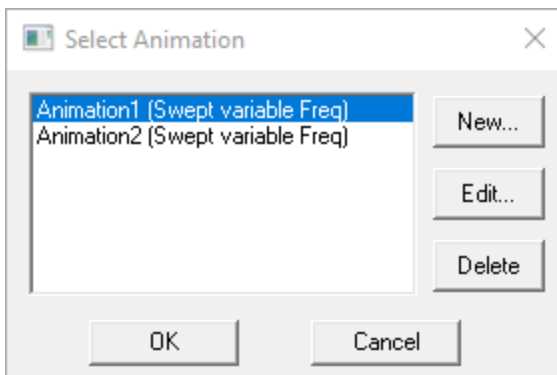 Select Animation
Animation1 (Swept variable Freq)
Animation2 (Swept variable Freq)
New...
Edit...
Delete
OK
Cancel